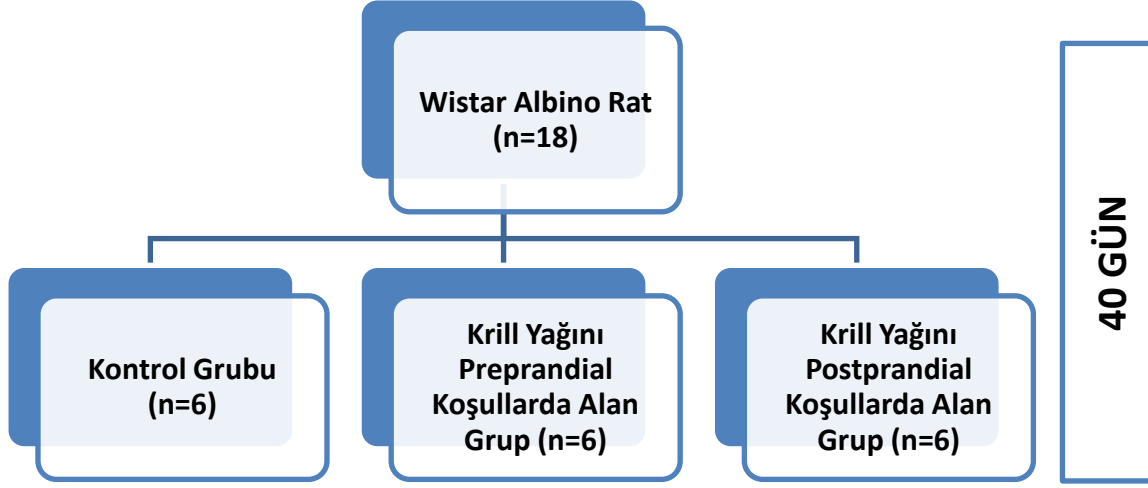 Wistar Albino Rat
(n=18)
Kontrol Grubu
(n=6)
Krill Yağını
Preprandial
Koşullarda Alan
Grup (n=6)
Krill Yağını
Postprandial
Koşullarda Alan
Grup (n=6)
40 GÜN